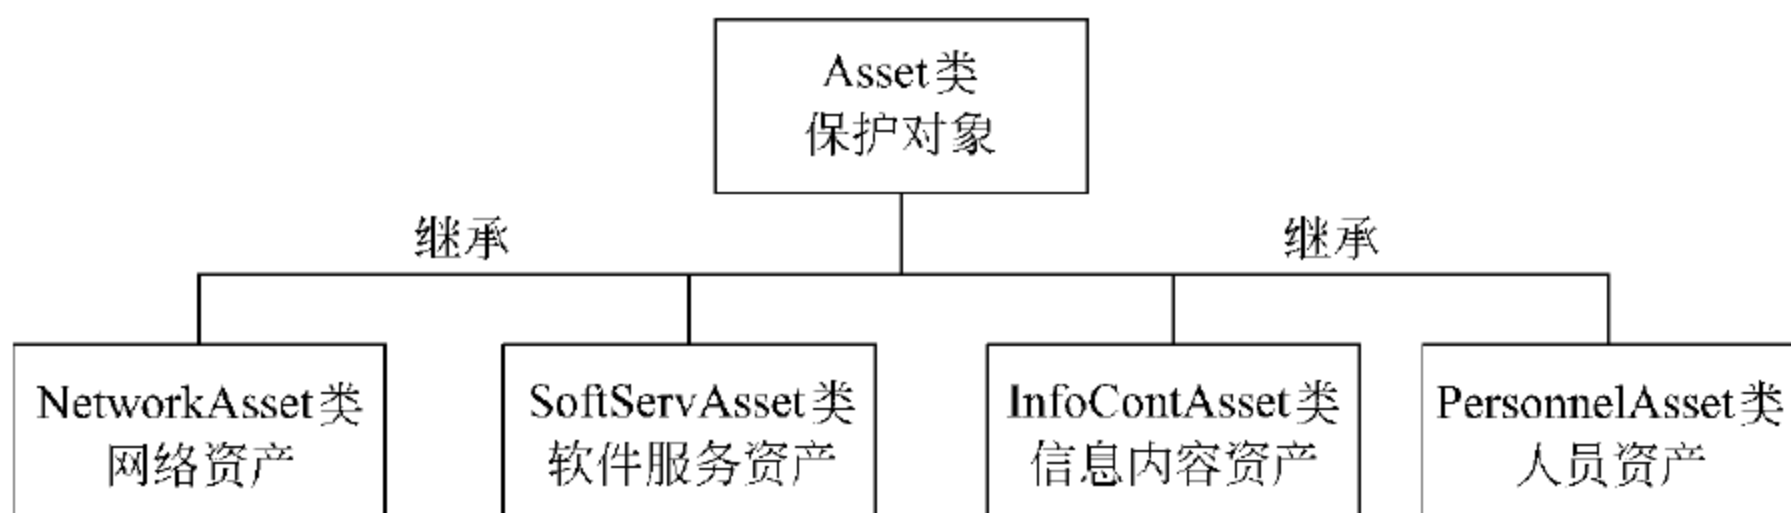 Asset类
保护对象
继承
继承
NetworkAsset类
网络资产
SoftServAsset类
软件服务资产
InfoContAsset类
信息内容资产
PersonnelAsset类
人员资产